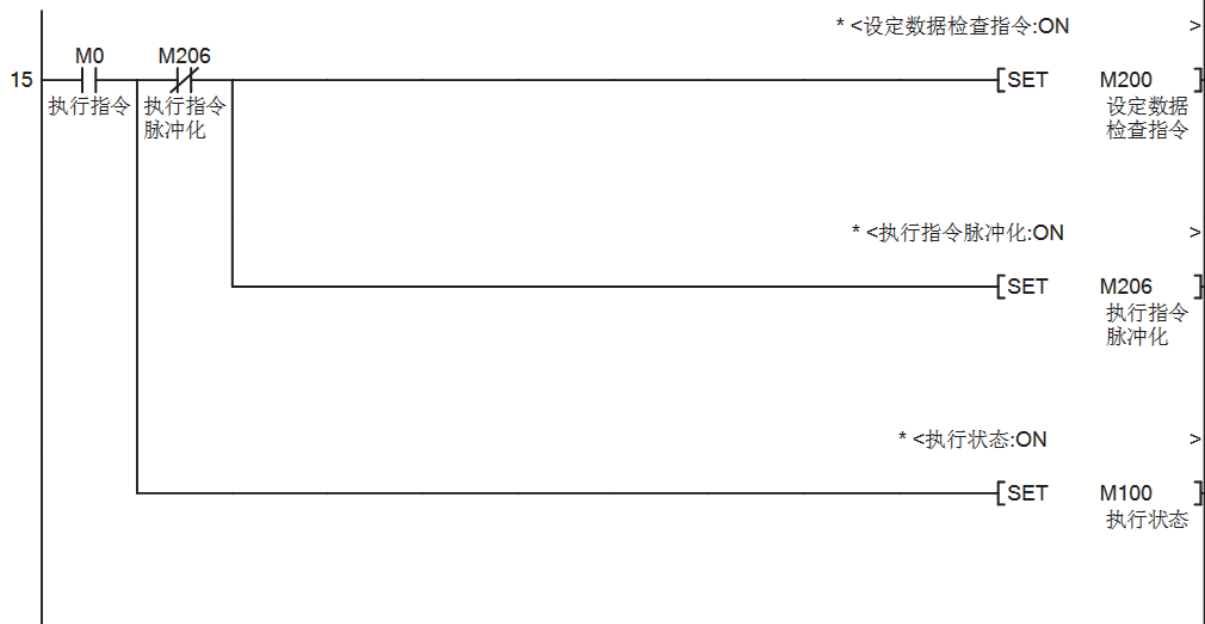 * <设定数据检查指令:ON >
M0 M206
15 [SET M200 ]
执行指令 执行指令 设定数据
脉冲化 检查指令
* <执行指令脉冲化:ON >
[SET M206 ]
执行指令
脉冲化
* <执行状态:ON >
[SET M100 ]
执行状态